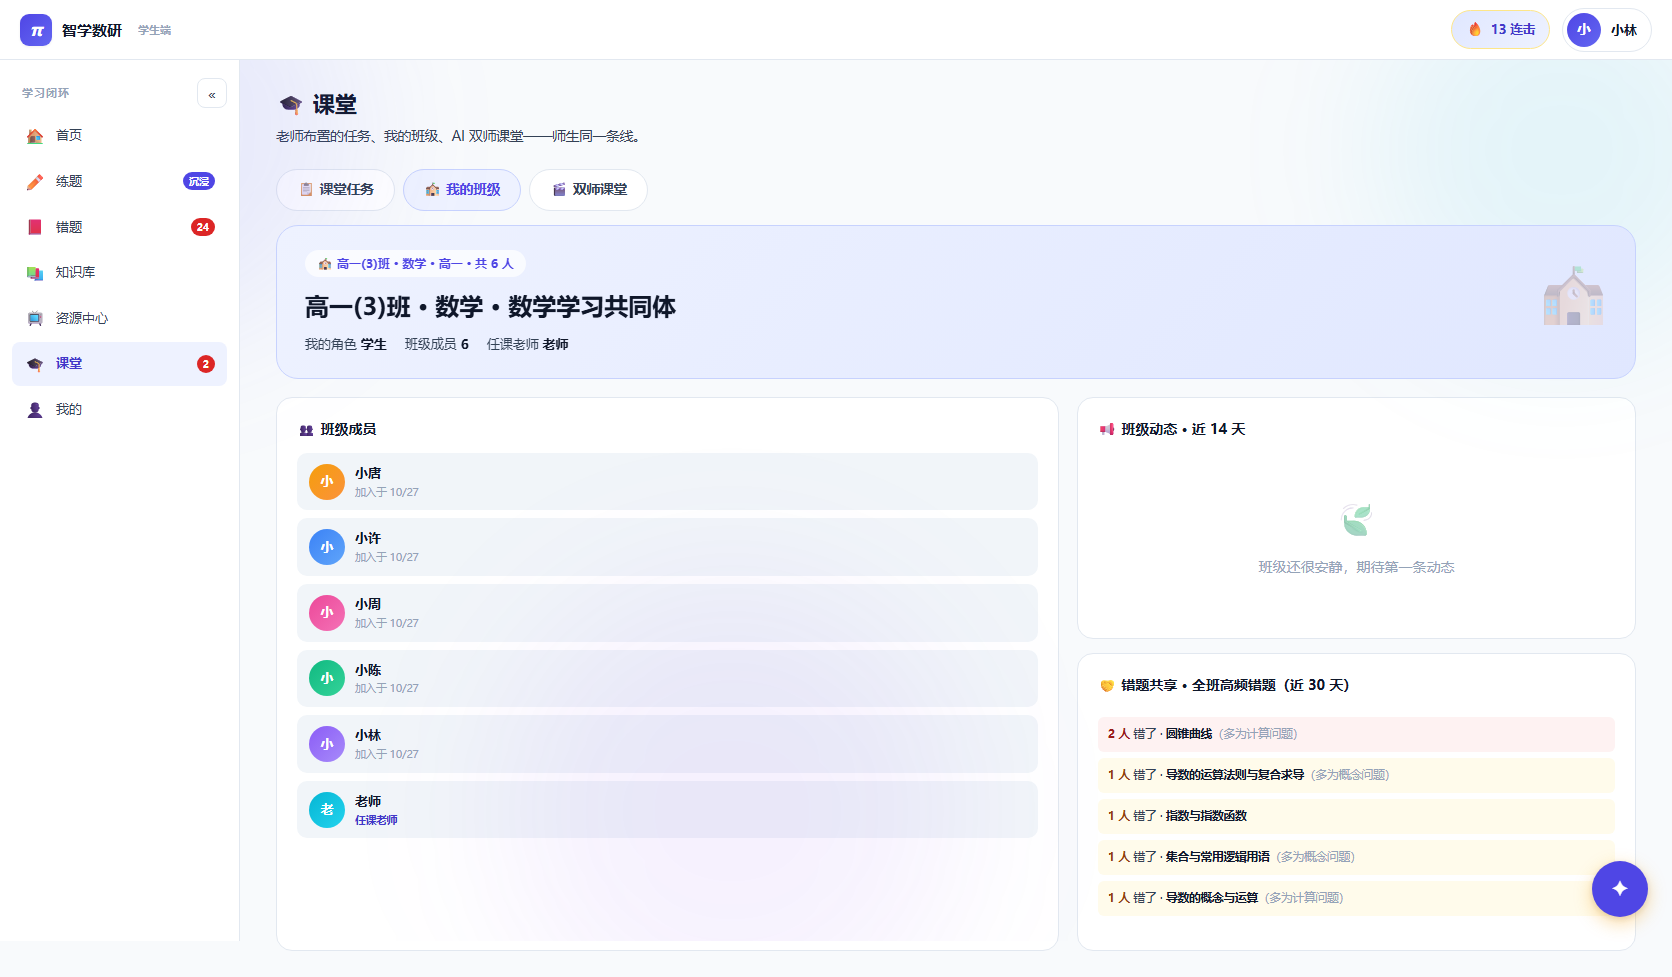 π 智学数研 学生端
13 连击
小 小林
学习闭环
«
首页
练题 沉浸
错题 24
知识库
资源中心
课堂 2
我的
课堂
老师布置的任务、我的班级、AI 双师课堂——师生同一条线。
课堂任务
我的班级
双师课堂
高一(3)班 • 数学 • 高一 • 共 6 人
高一(3)班 • 数学 • 数学学习共同体
我的角色 学生 班级成员 6 任课老师 老师
班级成员
小 小唐
加入于 10/27
小 小许
加入于 10/27
小 小周
加入于 10/27
小 小陈
加入于 10/27
小 小林
加入于 10/27
老 老师
任课老师
班级动态 • 近 14 天
班级还很安静，期待第一条动态
错题共享 • 全班高频错题（近 30 天）
2 人 错了 · 圆锥曲线（多为计算问题）
1 人 错了 · 导数的运算法则与复合求导（多为概念问题）
1 人 错了 · 指数与指数函数
1 人 错了 · 集合与常用逻辑用语（多为概念问题）
1 人 错了 · 导数的概念与运算（多为计算问题）